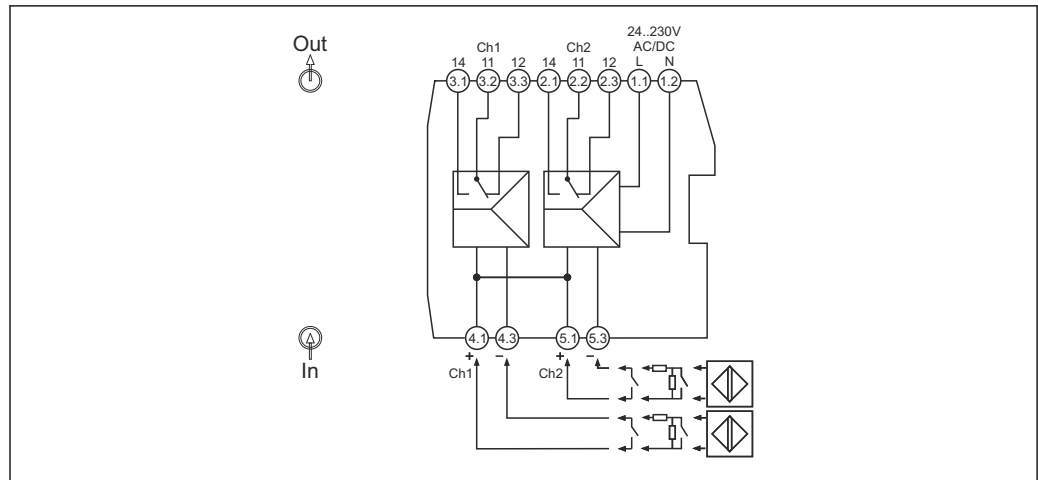 Out
24..230V
Ch1 Ch2 AC/DC
14 11 12 14 11 12 L N
3.1 3.2 3.3 2.1 2.2 2.3 1.1 1.2
4.1 4.3 5.1 5.3
+ − + −
In
Ch1 Ch2